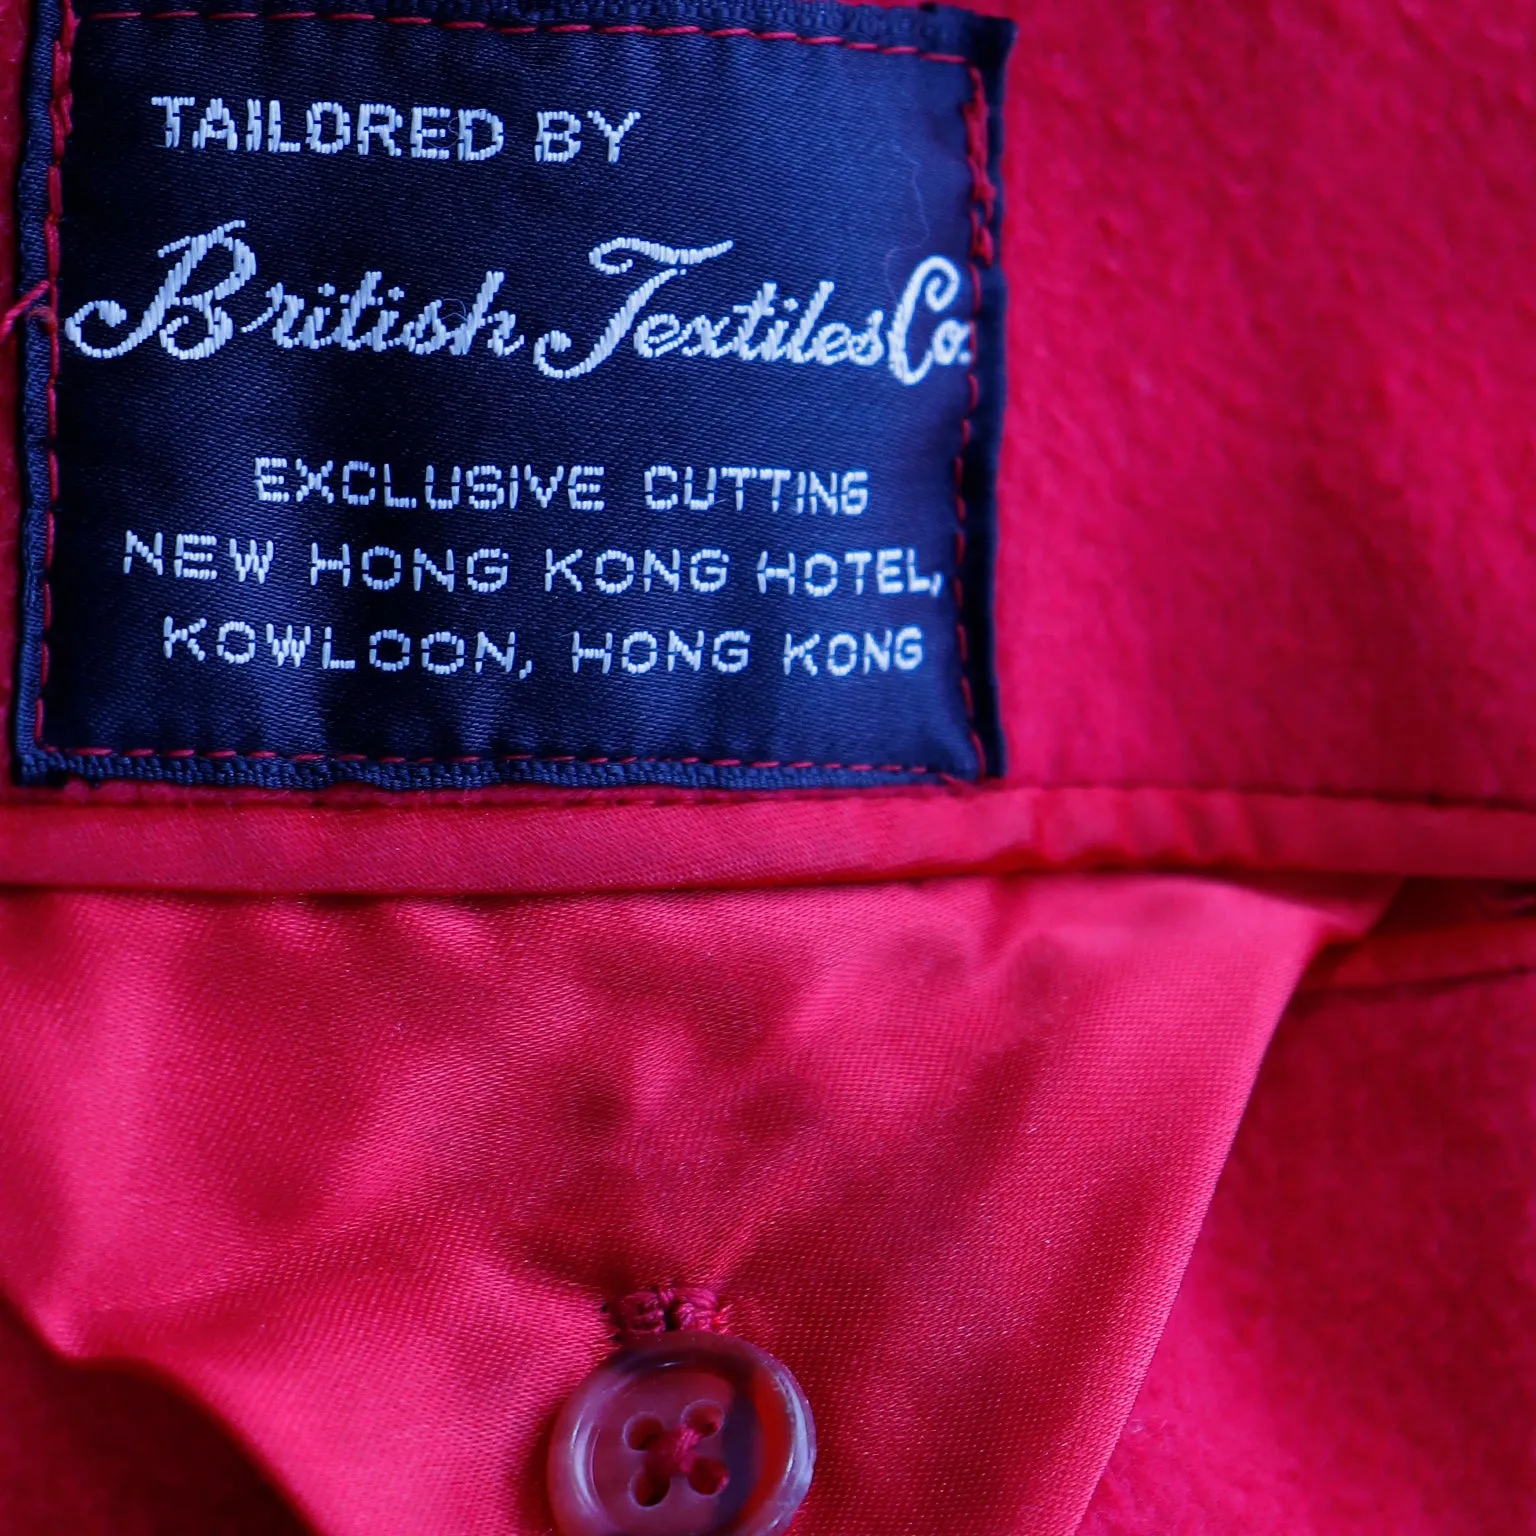 TAILORED BY
British Textiles Co.
EXCLUSIVE CUTTING
NEW HONG KONG HOTEL,
KOWLOON, HONG KONG